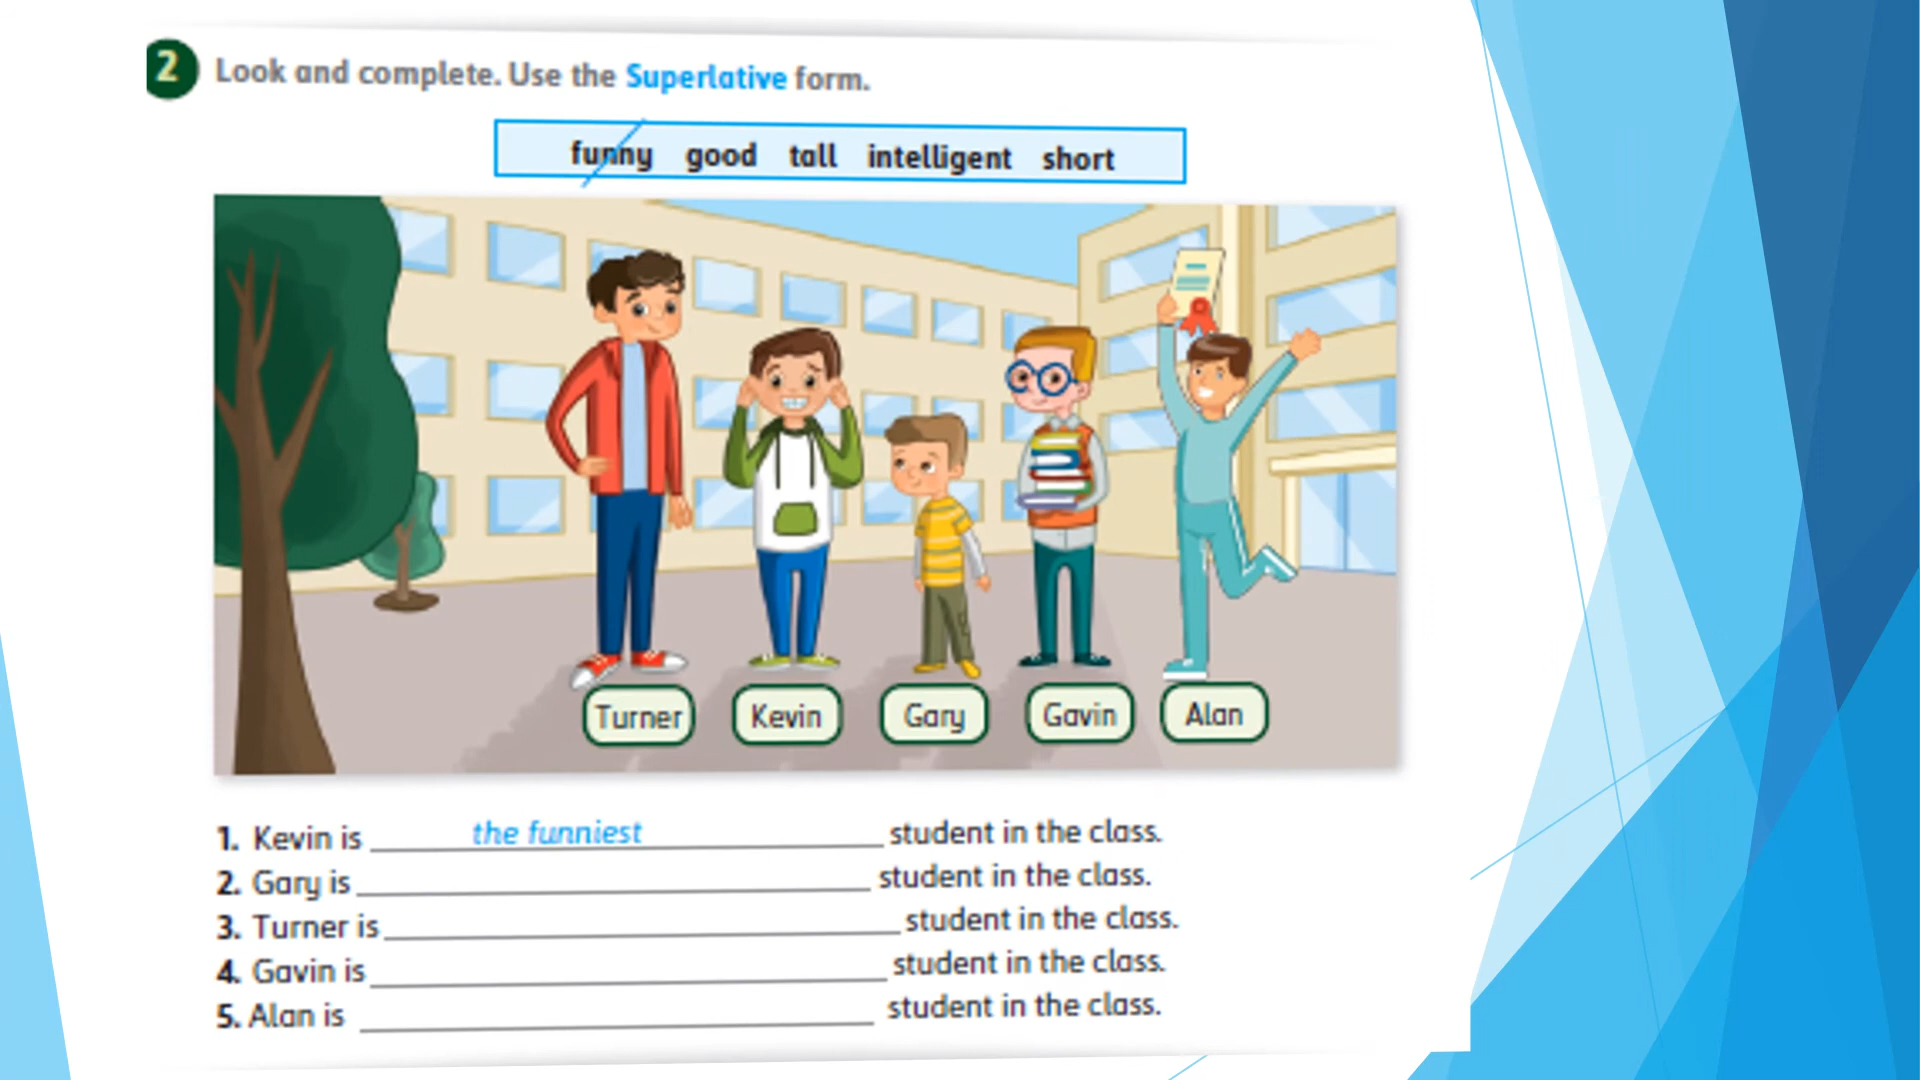 2 Look and complete. Use the Superlative form.
funny good tall intelligent short
Turner Kevin Gary Gavin Alan
1. Kevin is the funniest student in the class.
2. Gary is student in the class.
3. Turner is student in the class.
4. Gavin is student in the class.
5. Alan is student in the class.